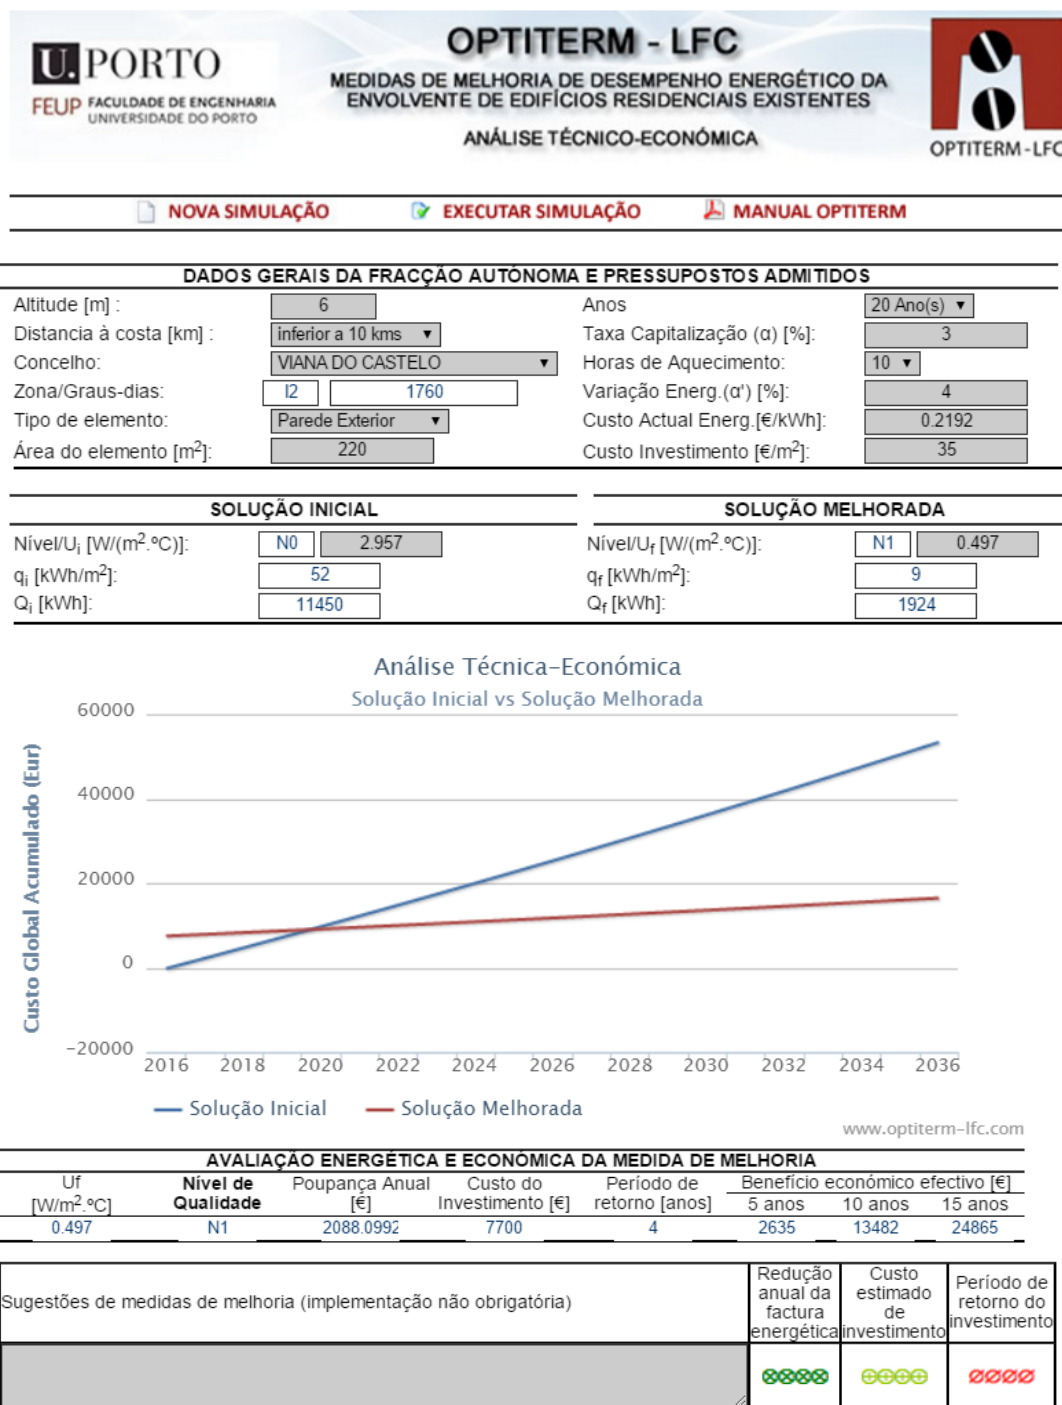 U. PORTO
FEUP FACULDADE DE ENGENHARIA
UNIVERSIDADE DO PORTO
OPTITERM - LFC
MEDIDAS DE MELHORIA DE DESEMPENHO ENERGÉTICO DA
ENVOLVENTE DE EDIFÍCIOS RESIDENCIAIS EXISTENTES
ANÁLISE TÉCNICO-ECONÓMICA
OPTITERM-LFC
NOVA SIMULAÇÃO EXECUTAR SIMULAÇÃO MANUAL OPTITERM
DADOS GERAIS DA FRACÇÃO AUTÓNOMA E PRESSUPOSTOS ADMITIDOS
Altitude [m] : 6 Anos 20 Ano(s)
Distancia à costa [km] : inferior a 10 kms Taxa Capitalização (α) [%]: 3
Concelho: VIANA DO CASTELO Horas de Aquecimento: 10
Zona/Graus-dias: I2 1760 Variação Energ.(α') [%]: 4
Tipo de elemento: Parede Exterior Custo Actual Energ.[€/kWh]: 0.2192
Área do elemento [m²]: 220 Custo Investimento [€/m²]: 35
SOLUÇÃO INICIAL SOLUÇÃO MELHORADA
Nível/Ui [W/(m².ºC)]: N0 2.957 Nível/Uf [W/(m².ºC)]: N1 0.497
qi [kWh/m²]: 52 qf [kWh/m²]: 9
Qi [kWh]: 11450 Qf [kWh]: 1924
Análise Técnica-Económica
Solução Inicial vs Solução Melhorada
Custo Global Acumulado (Eur)
60000
40000
20000
0
-20000
2016 2018 2020 2022 2024 2026 2028 2030 2032 2034 2036
Solução Inicial Solução Melhorada
www.optiterm-lfc.com
AVALIAÇÃO ENERGÉTICA E ECONÓMICA DA MEDIDA DE MELHORIA
Uf Nível de Poupança Anual Custo do Período de Benefício económico efectivo [€]
[W/m².ºC] Qualidade [€] Investimento [€] retorno [anos] 5 anos 10 anos 15 anos
0.497 N1 2088.0992 7700 4 2635 13482 24865
Sugestões de medidas de melhoria (implementação não obrigatória)
Redução
anual da
factura
energética
Custo
estimado
de
investimento
Período de
retorno do
investimento